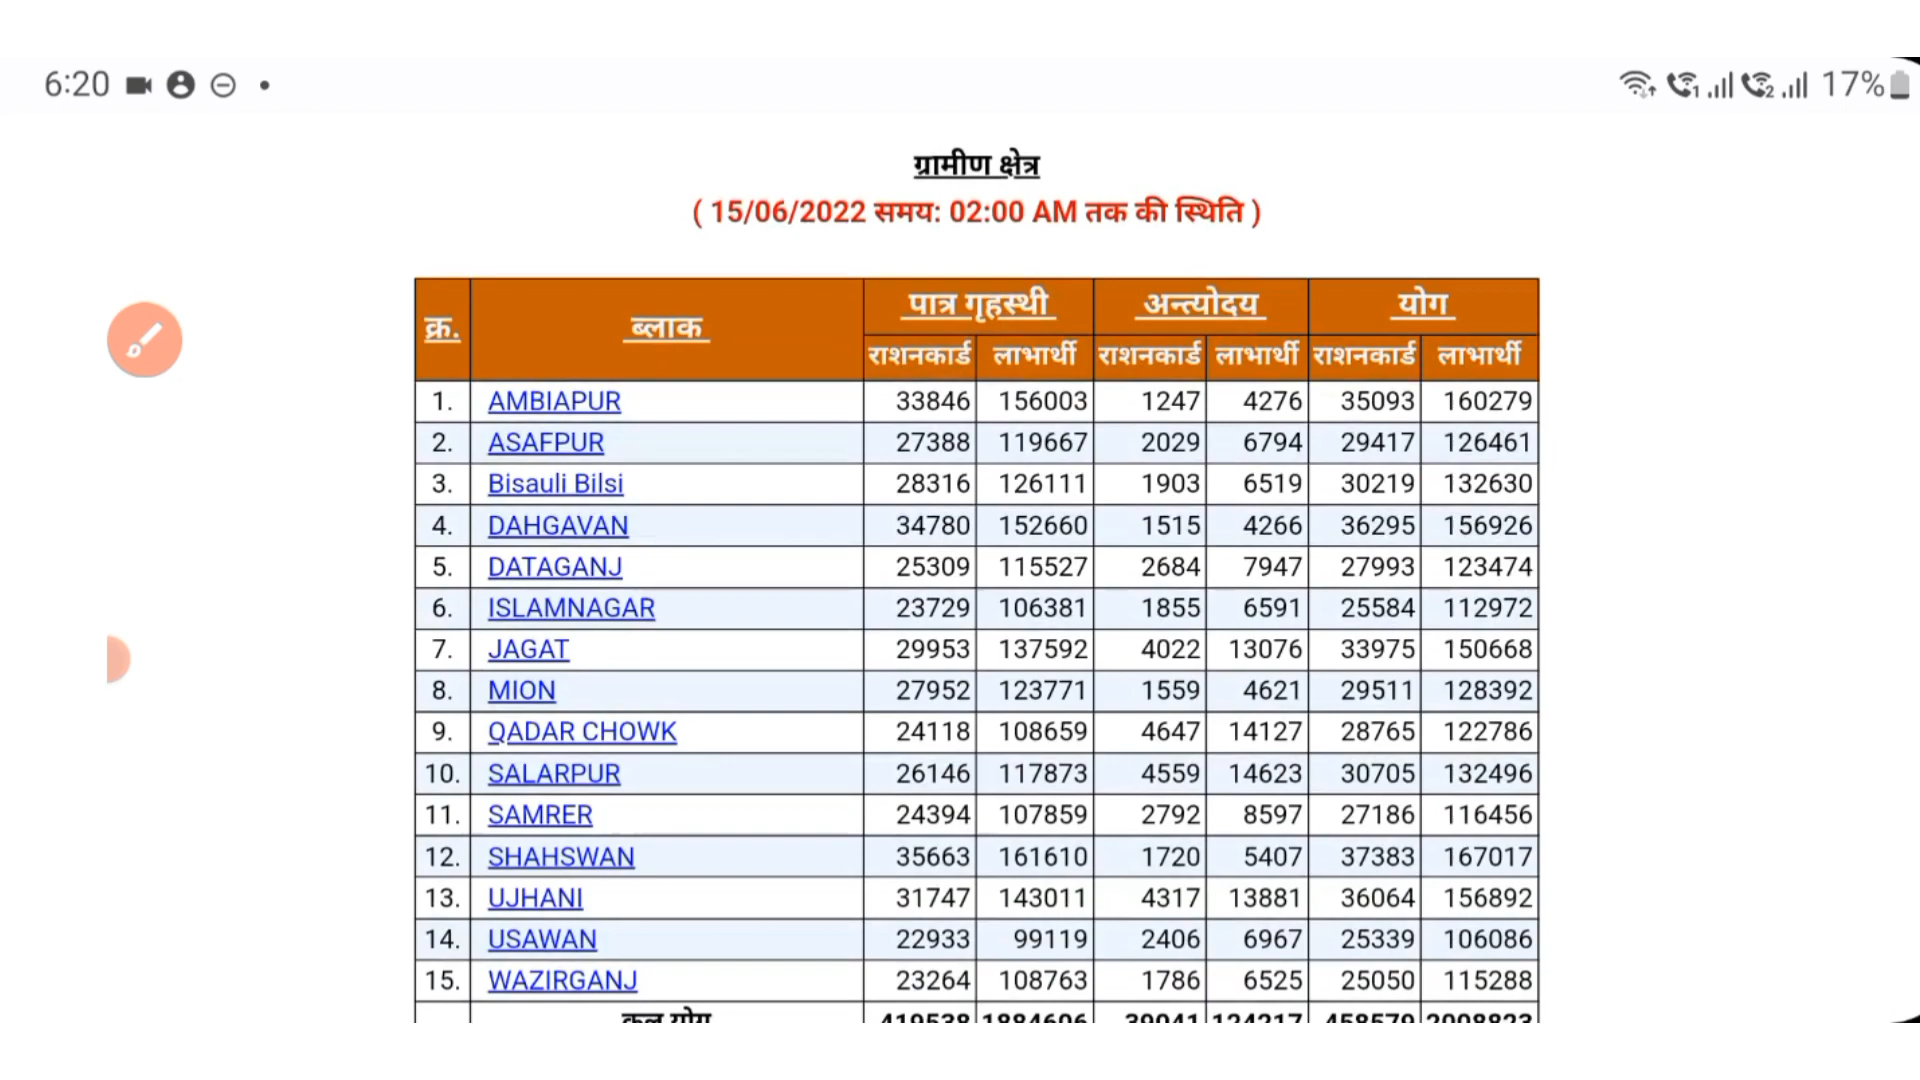 6:20 17%
ग्रामीण क्षेत्र
( 15/06/2022 समय: 02:00 AM तक की स्थिति )
क्र. ब्लाक पात्र गृहस्थी अन्त्योदय योग
राशनकार्ड लाभार्थी राशनकार्ड लाभार्थी राशनकार्ड लाभार्थी
1. AMBIAPUR 33846 156003 1247 4276 35093 160279
2. ASAFPUR 27388 119667 2029 6794 29417 126461
3. Bisauli Bilsi 28316 126111 1903 6519 30219 132630
4. DAHGAVAN 34780 152660 1515 4266 36295 156926
5. DATAGANJ 25309 115527 2684 7947 27993 123474
6. ISLAMNAGAR 23729 106381 1855 6591 25584 112972
7. JAGAT 29953 137592 4022 13076 33975 150668
8. MION 27952 123771 1559 4621 29511 128392
9. QADAR CHOWK 24118 108659 4647 14127 28765 122786
10. SALARPUR 26146 117873 4559 14623 30705 132496
11. SAMRER 24394 107859 2792 8597 27186 116456
12. SHAHSWAN 35663 161610 1720 5407 37383 167017
13. UJHANI 31747 143011 4317 13881 36064 156892
14. USAWAN 22933 99119 2406 6967 25339 106086
15. WAZIRGANJ 23264 108763 1786 6525 25050 115288
कुल योग 419538 1884606 39041 124217 458579 2008823